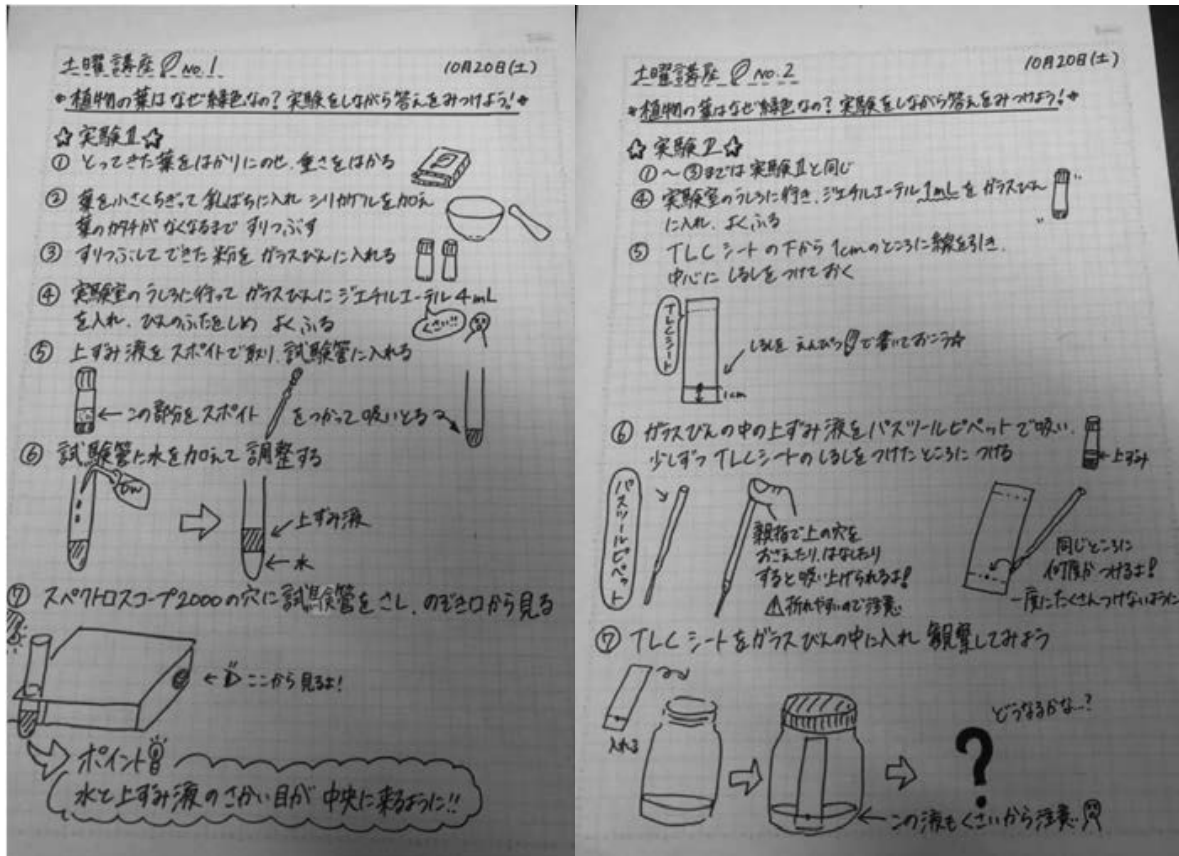 土曜講座 No.1
10月20日(土)
植物の葉はなぜ緑色なの？実験をしながら答えをみつけよう！
☆実験Ⅱ☆
① とってきた葉をはかりにのせ、重さをはかる
② 葉を小さくちぎって乳ばちに入れ シリカゲルを加え
葉のカタチがなくなるまで すりつぶす
③ すりつぶしてできた粉をガラスびんに入れる
④ 実験室のうしろに行って ガラスびんに ジエチルエーテル4mL
を入れ、びんのふたをしめ よくふる
くさい!!
⑤ 上ずみ液をスポイトで取り、試験管に入れる
←この部分をスポイト をつかって吸いとる
⑥ 試験管に水を加えて調整する
←上ずみ液
←水
⑦ スペクトロスコープ2000の穴に試験管をさし、のぞき口から見る
← ここから見るよ！
ポイント
水と上ずみ液のさかい目が中央に来るように!!
土曜講座 No.2
10月20日(土)
植物の葉はなぜ緑色なの？実験をしながら答えをみつけよう！
☆実験Ⅳ☆
①〜③までは実験Ⅱと同じ
④ 実験室のうしろに行き、ジエチルエーテル1mLをガラスびん
に入れ、よくふる
⑤ TLCシートの下から1cmのところに線を引き、
中心にしるしをつけておく
TLCシート
しるしを えんぴつ で書いておこう☆
1cm
⑥ ガラスびんの中の上ずみ液をパスツールピペットで吸い、
少しずつTLCシートのしるしをつけたところにつける
←上ずみ
パスツールピペット
親指で上の穴を
おさえたり、はなしたり
すると吸い上げられるよ！
⚠折れやすいので注意
同じところに
何度かつけるよ！
一度にたくさんつけないように
⑦ TLCシートをガラスびんの中に入れ 観察してみよう
入れる
どうなるかな…？
?
←この液もくさいから注意